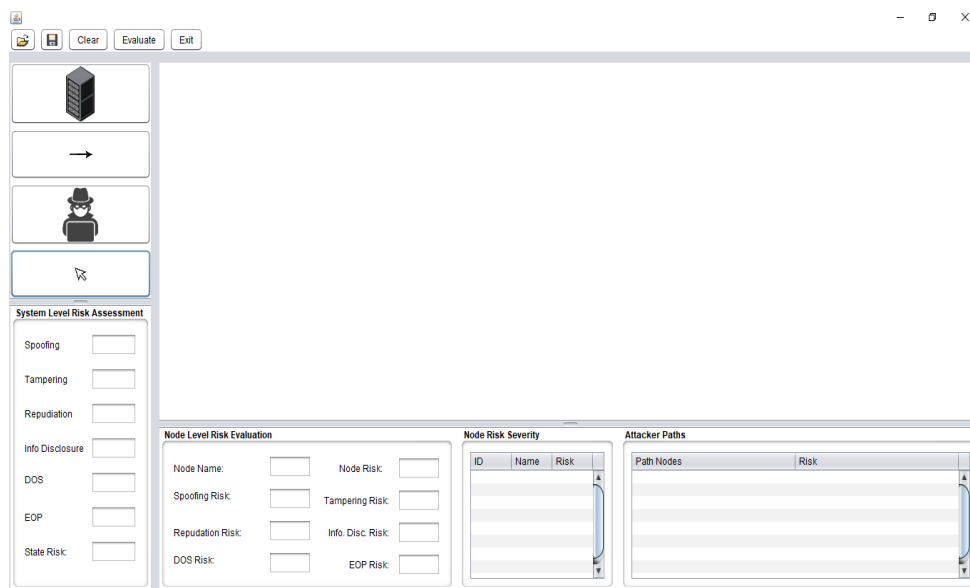 Clear Evaluate Exit
System Level Risk Assessment
Spoofing
Tampering
Repudiation
Info Disclosure
DOS
EOP
State Risk:
Node Level Risk Evaluation
Node Name: Node Risk:
Spoofing Risk: Tampering Risk:
Repudation Risk: Info. Disc. Risk:
DOS Risk: EOP Risk:
Node Risk Severity
ID Name Risk
Attacker Paths
Path Nodes Risk